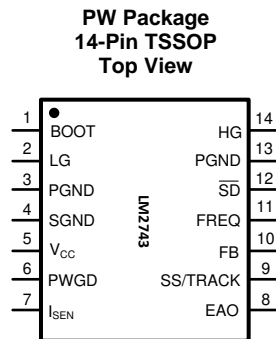 PW Package
14-Pin TSSOP
Top View
1 BOOT
2 LG
3 PGND
4 SGND
5 VCC
6 PWGD
7 ISEN
LM2743
14 HG
13 PGND
12 S̅D̅
11 FREQ
10 FB
9 SS/TRACK
8 EAO